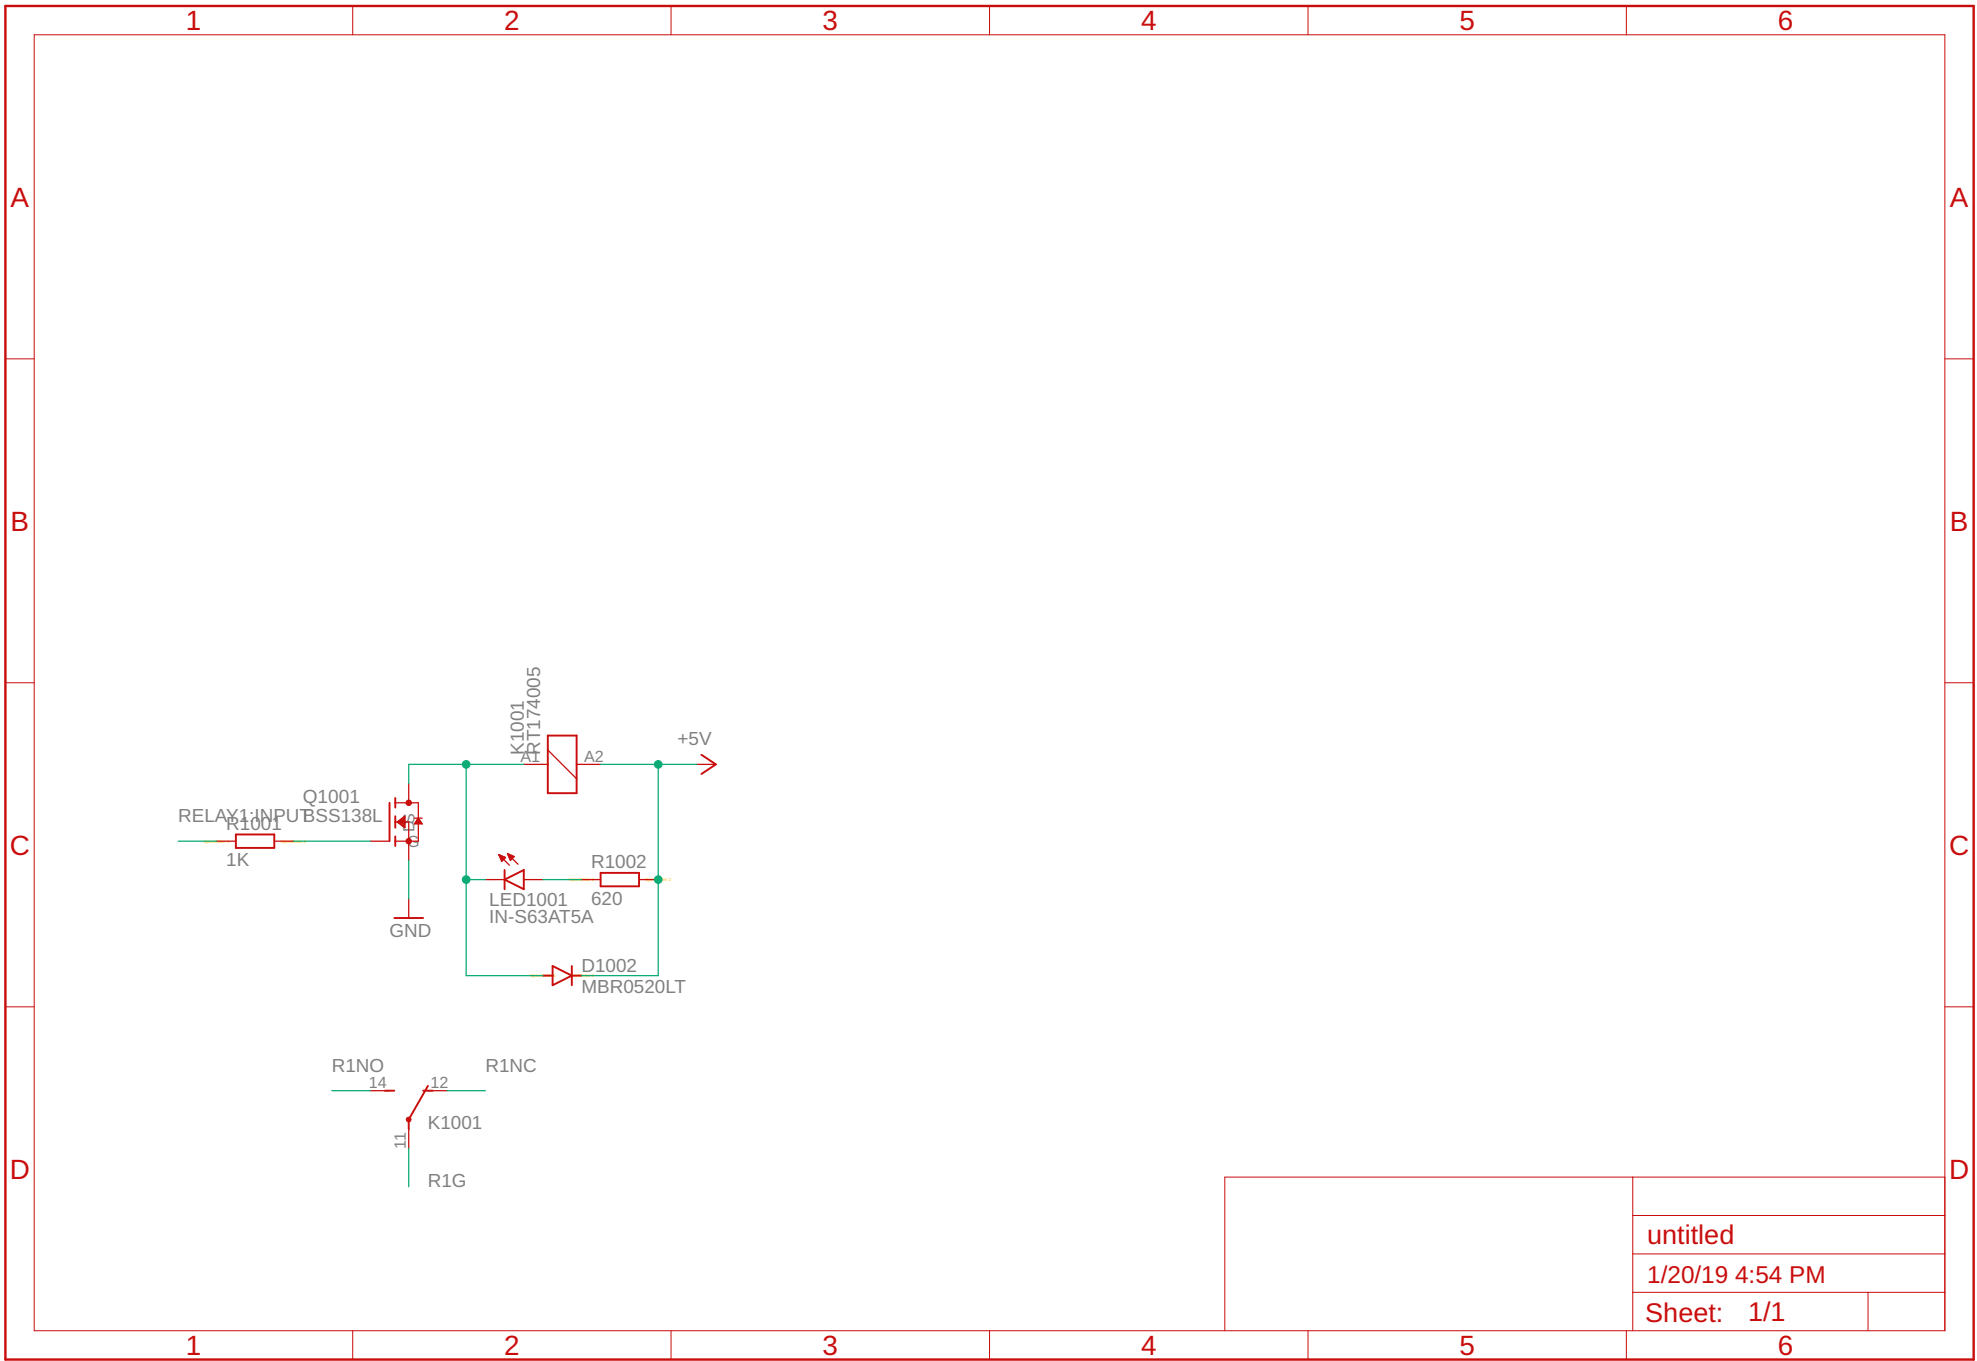 1 2 3 4 5 6
A A
B B
K1001
RT174005
A1 A2
+5V
Q1001
BSS138L
RELAY1:INPUT
R1001
1K
C C
R1002
620
LED1001
IN-S63AT5A
GND
D1002
MBR0520LT
R1NO R1NC
14 12
K1001
11
R1G
D D
untitled
1/20/19 4:54 PM
Sheet: 1/1
1 2 3 4 5 6